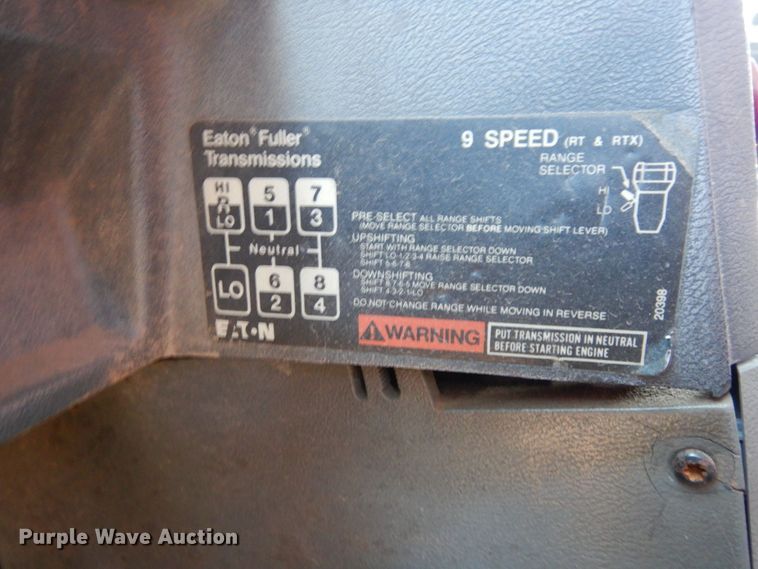 Eaton® Fuller®
Transmissions
9 SPEED (RT & RTX)
RANGE
SELECTOR
HI
LO
HI
R
LO
5
1
7
3
Neutral
LO
6
2
8
4
PRE-SELECT ALL RANGE SHIFTS
(MOVE RANGE SELECTOR BEFORE MOVING SHIFT LEVER)
UPSHIFTING
START WITH RANGE SELECTOR DOWN
SHIFT LO-1-2-3-4 RAISE RANGE SELECTOR
SHIFT 5-6-7-8
DOWNSHIFTING
SHIFT 8-7-6-5 MOVE RANGE SELECTOR DOWN
SHIFT 4-3-2-1-LO
DO NOT CHANGE RANGE WHILE MOVING IN REVERSE
EATON
WARNING
PUT TRANSMISSION IN NEUTRAL
BEFORE STARTING ENGINE
20398
Purple Wave Auction